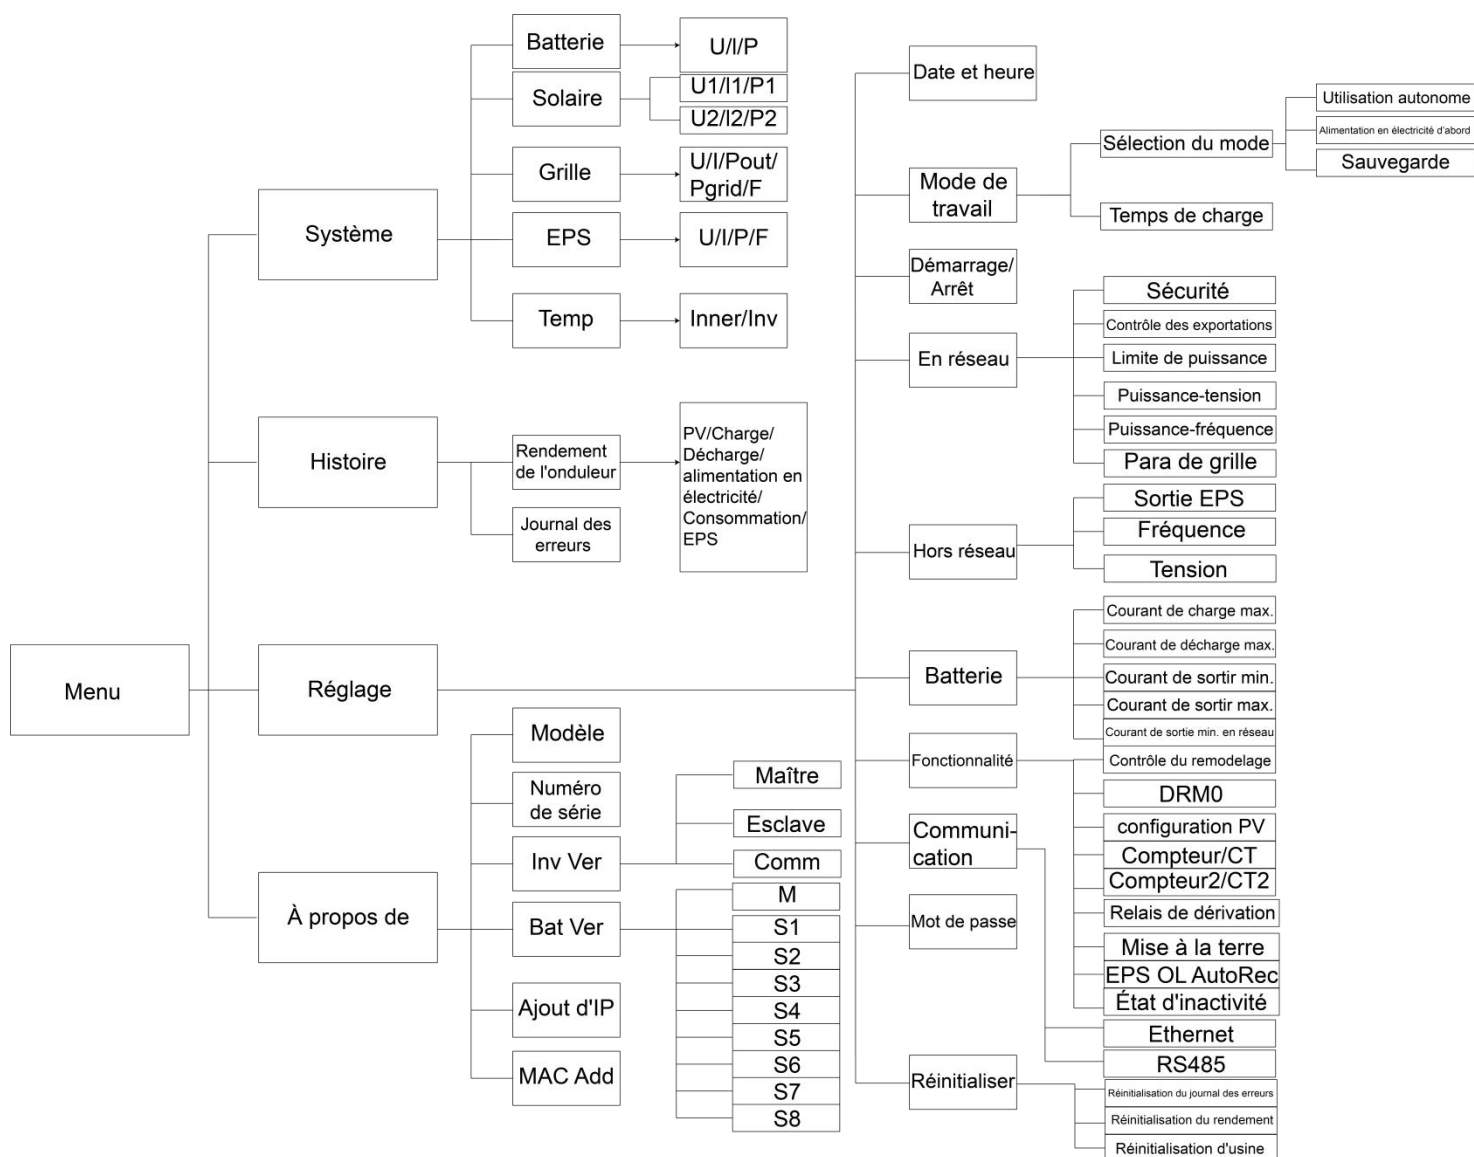 Menu
Système
Batterie
U/I/P
Solaire
U1/I1/P1
U2/I2/P2
Grille
U/I/Pout/
Pgrid/F
EPS
U/I/P/F
Temp
Inner/Inv
Histoire
Rendement
de l'onduleur
PV/Charge/
Décharge/
alimentation en
électricité/
Consommation/
EPS
Journal des
erreurs
Réglage
Date et heure
Mode de
travail
Sélection du mode
Utilisation autonome
Alimentation en électricité d'abord
Sauvegarde
Temps de charge
Démarrage/
Arrêt
En réseau
Sécurité
Contrôle des exportations
Limite de puissance
Puissance-tension
Puissance-fréquence
Para de grille
Hors réseau
Sortie EPS
Fréquence
Tension
Batterie
Courant de charge max.
Courant de décharge max.
Courant de sortir min.
Courant de sortir max.
Courant de sortie min. en réseau
Fonctionnalité
Contrôle du remodelage
DRM0
configuration PV
Compteur/CT
Compteur2/CT2
Relais de dérivation
Mise à la terre
EPS OL AutoRec
État d'inactivité
Communi-
cation
Ethernet
RS485
Mot de passe
Réinitialiser
Réinitialisation du journal des erreurs
Réinitialisation du rendement
Réinitialisation d'usine
À propos de
Modèle
Numéro
de série
Inv Ver
Maître
Esclave
Comm
Bat Ver
M
S1
S2
S3
S4
S5
S6
S7
S8
Ajout d'IP
MAC Add